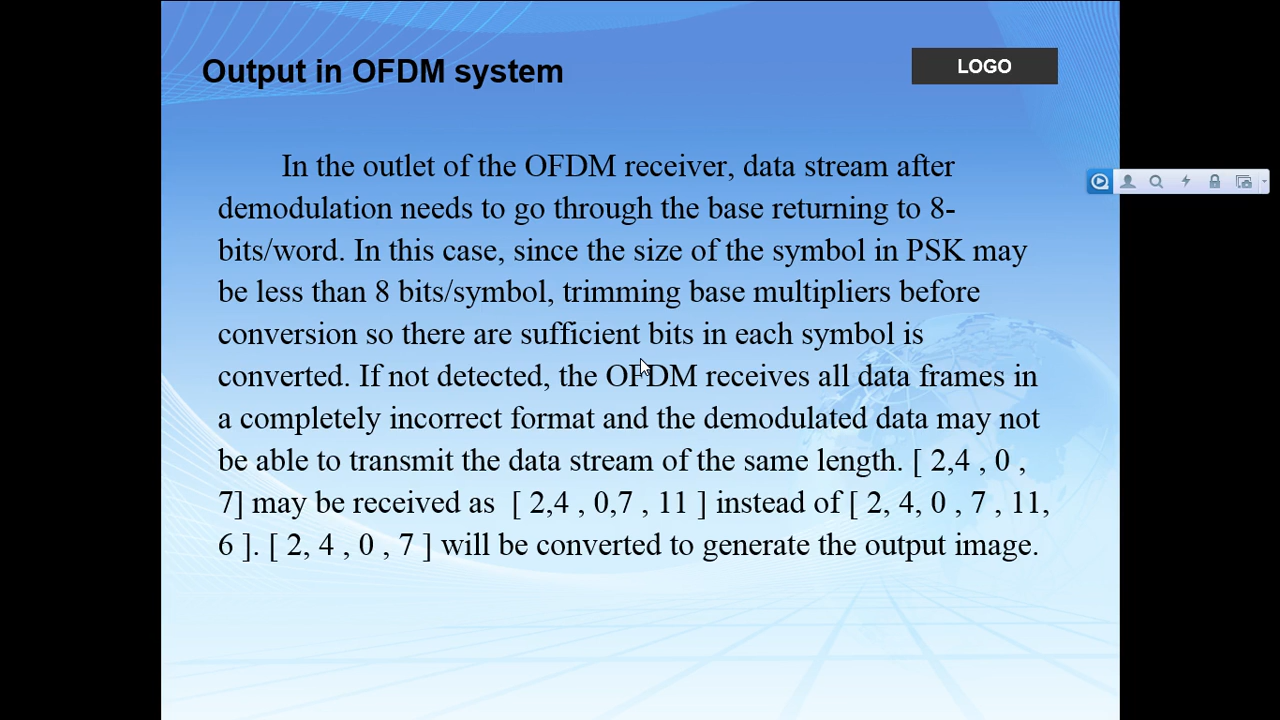 Output in OFDM system
LOGO
In the outlet of the OFDM receiver, data stream after
demodulation needs to go through the base returning to 8-
bits/word. In this case, since the size of the symbol in PSK may
be less than 8 bits/symbol, trimming base multipliers before
conversion so there are sufficient bits in each symbol is
converted. If not detected, the OFDM receives all data frames in
a completely incorrect format and the demodulated data may not
be able to transmit the data stream of the same length. [ 2,4 , 0 ,
7] may be received as [ 2,4 , 0,7 , 11 ] instead of [ 2, 4, 0 , 7 , 11,
6 ]. [ 2, 4 , 0 , 7 ] will be converted to generate the output image.